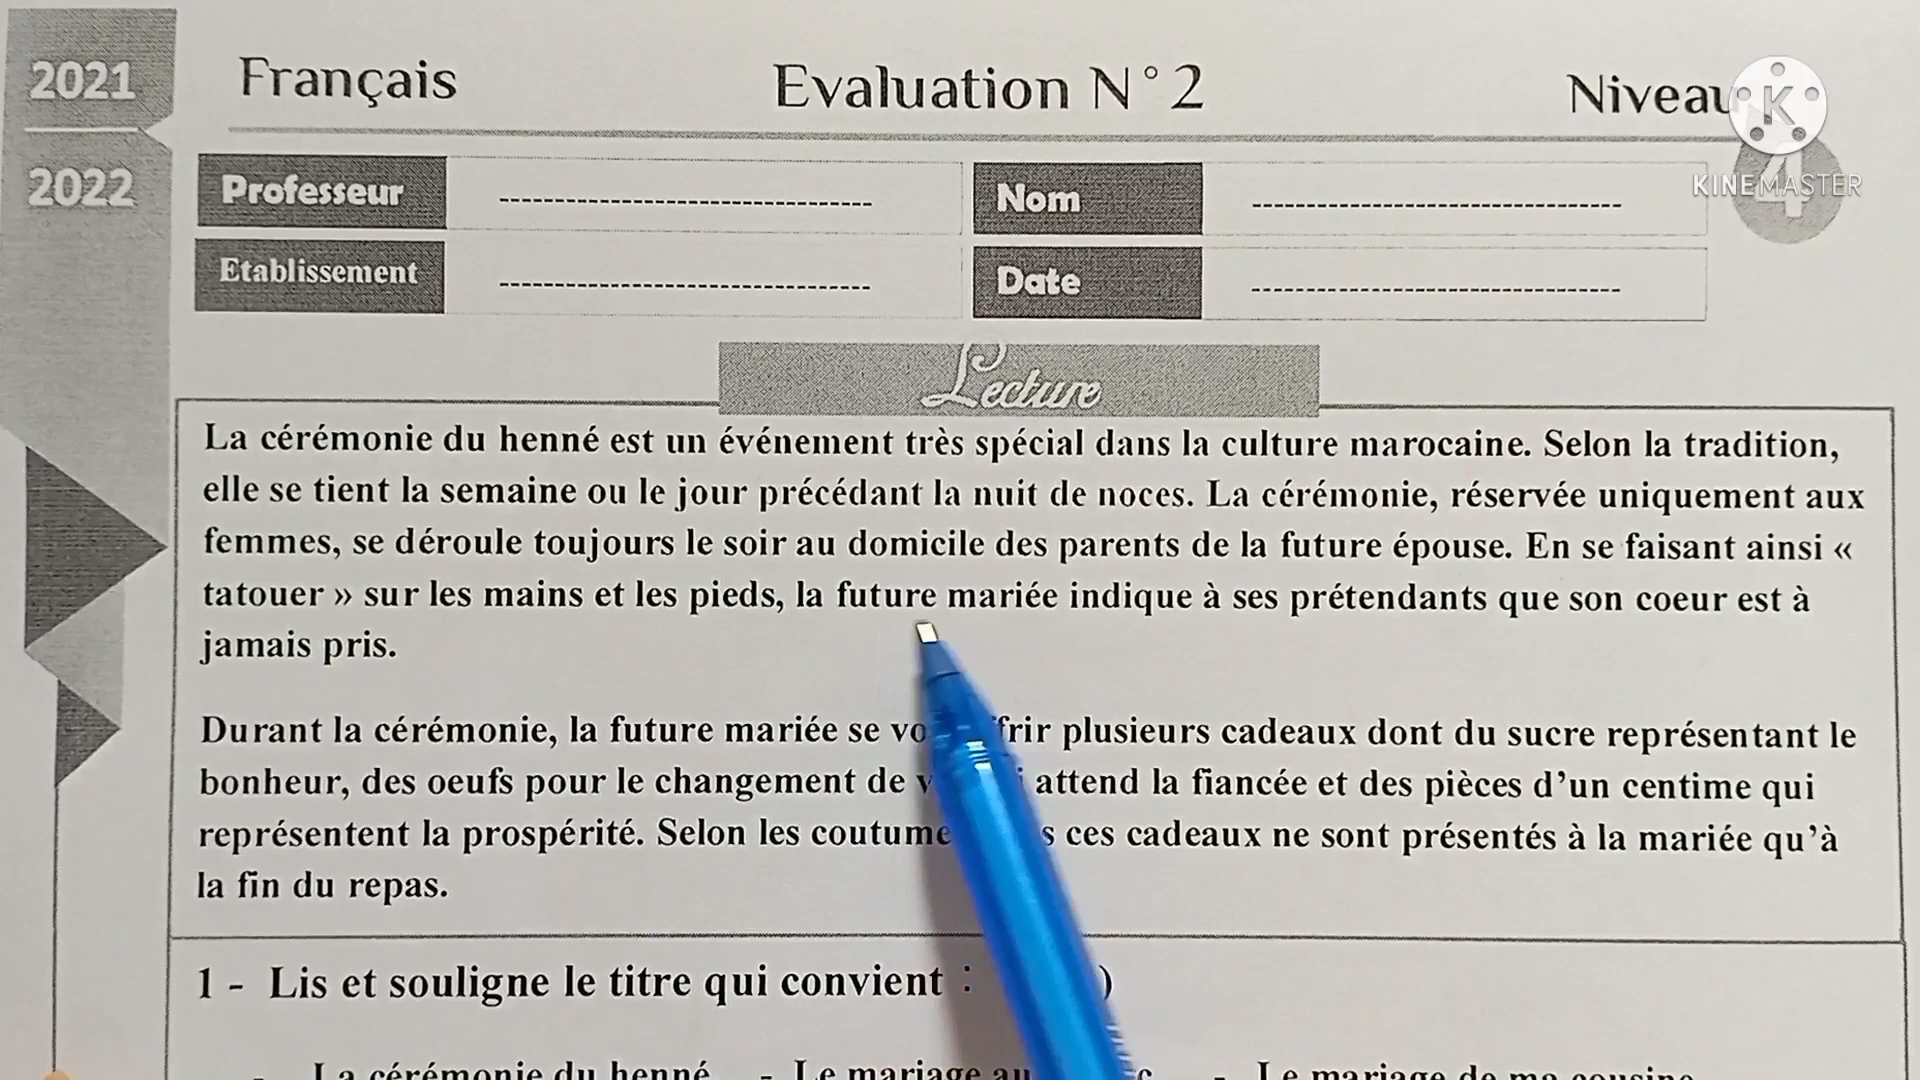 2021
Français Evaluation N°2 Niveau
K
KINEMASTER
4
2022
Professeur Nom
Etablissement Date
Lecture
La cérémonie du henné est un événement très spécial dans la culture marocaine. Selon la tradition,
elle se tient la semaine ou le jour précédant la nuit de noces. La cérémonie, réservée uniquement aux
femmes, se déroule toujours le soir au domicile des parents de la future épouse. En se faisant ainsi «
tatouer » sur les mains et les pieds, la future mariée indique à ses prétendants que son coeur est à
jamais pris.
Durant la cérémonie, la future mariée se plusieurs cadeaux dont du sucre représentant le
bonheur, des oeufs pour le changement de attend la fiancée et des pièces d'un centime qui
représentent la prospérité. Selon les ces cadeaux ne sont présentés à la mariée qu'à
la fin du repas.
1 - Lis et souligne le titre qui convient : )
- La cérémonie du henné - Le mariage au - Le mariage de ma cousine